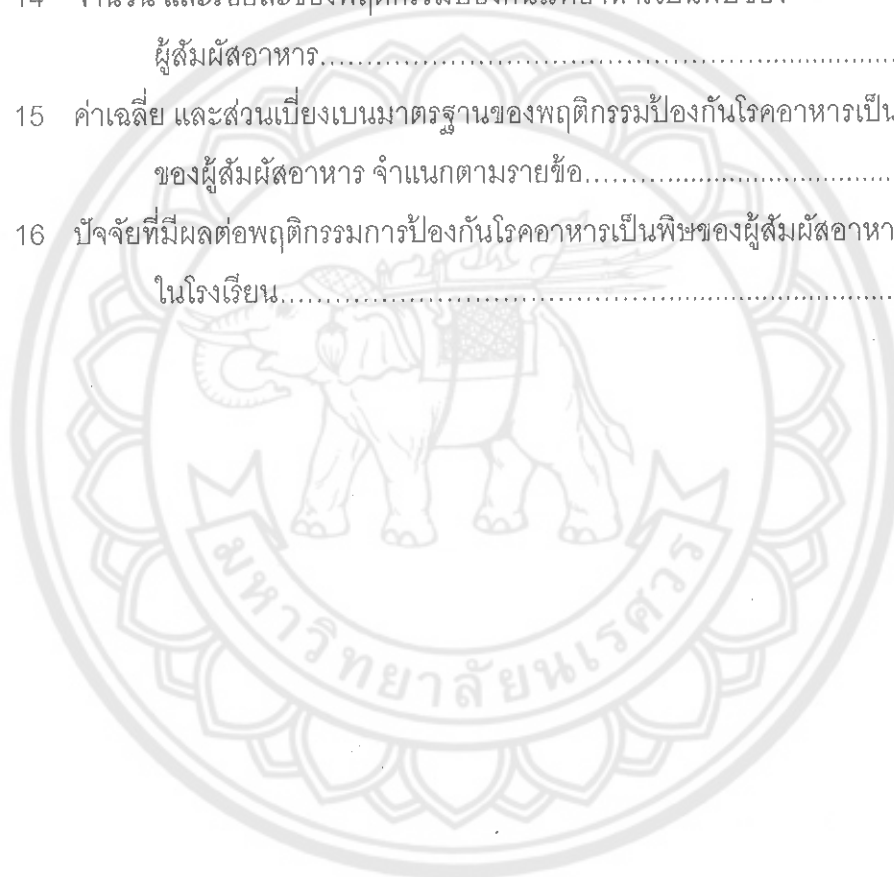 ผู้สัมผัสอาหาร
15 ค่าเฉลี่ย และส่วนเบี่ยงเบนมาตรฐานของพฤติกรรมป้องกันโรคอาหารเป็น
ของผู้สัมผัสอาหาร จำแนกตามรายข้อ
16 ปัจจัยที่มีผลต่อพฤติกรรมการป้องกันโรคอาหารเป็นพิษของผู้สัมผัสอาหา
ในโรงเรียน
มหาวิทยาลัยนเรศวร